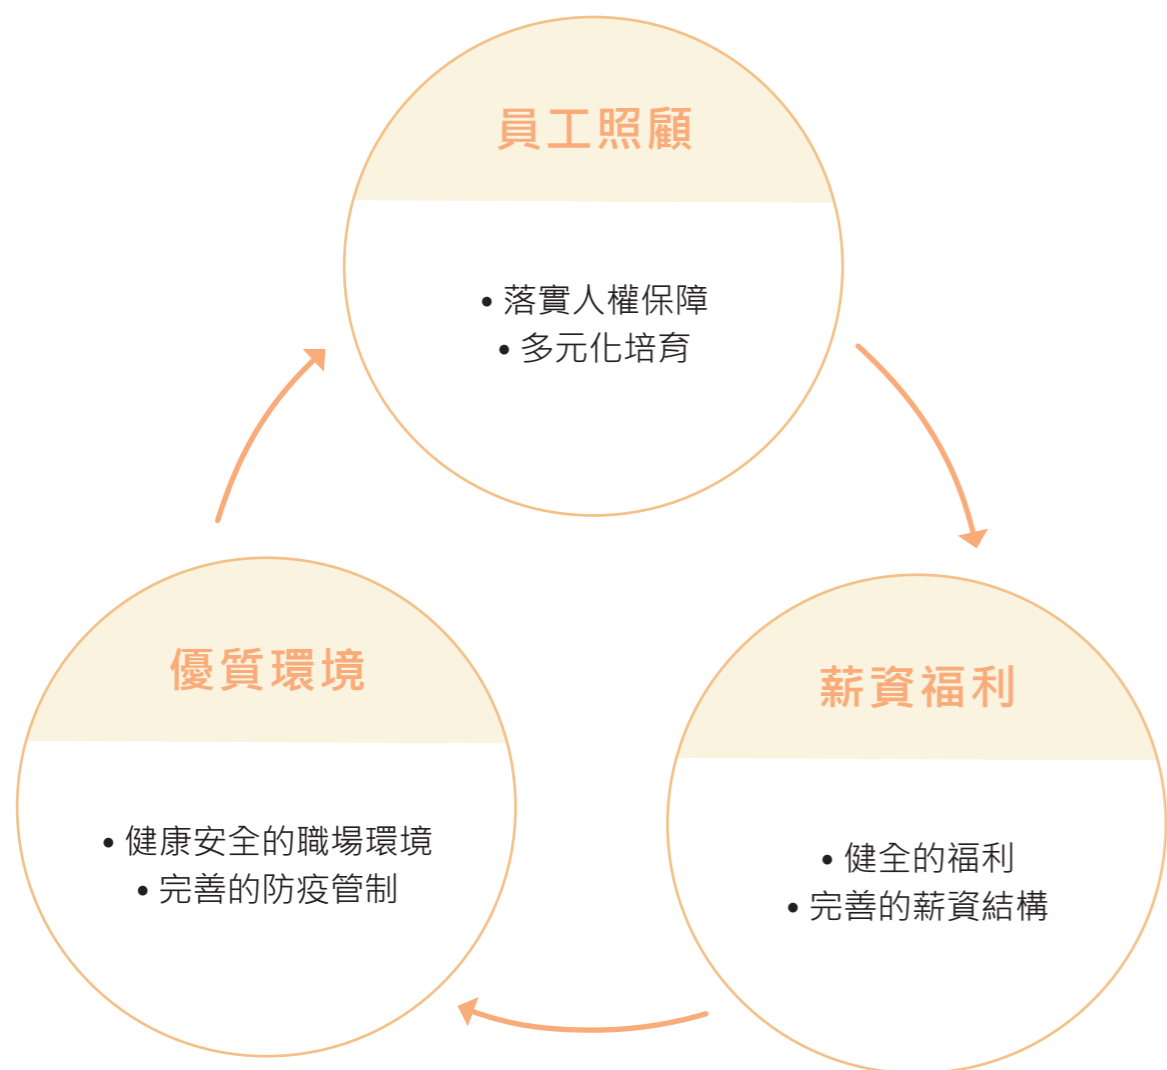 員工照顧
• 落實人權保障
• 多元化培育
優質環境
• 健康安全的職場環境
• 完善的防疫管制
薪資福利
• 健全的福利
• 完善的薪資結構